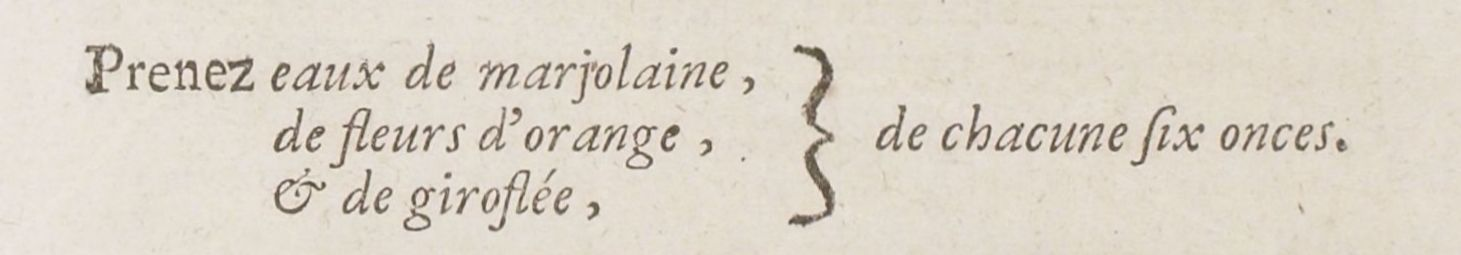 Prenez eaux de marjolaine,
de fleurs d'orange,
& de giroflée,
de chacune ſix onces.